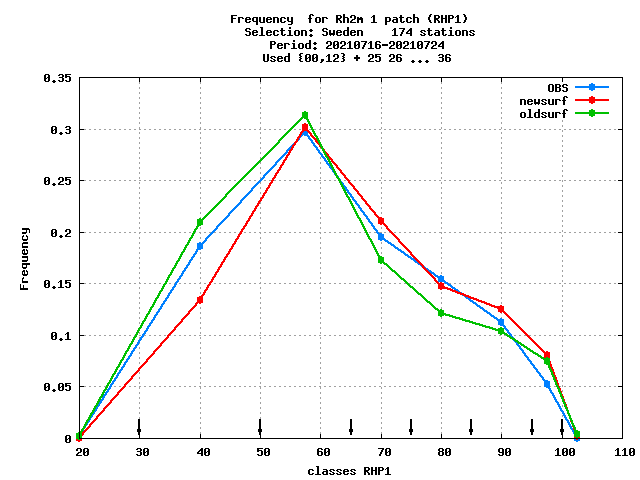 Frequency  for Rh2m 1 patch (RHP1)
Selection: Sweden    174 stations
Period: 20210716-20210724
Used {00,12} + 25 26 ... 36
0.35
0.3
0.25
0.2
0.15
0.1
0.05
0
Frequency
OBS
newsurf
oldsurf
20 30 40 50 60 70 80 90 100 110
classes RHP1